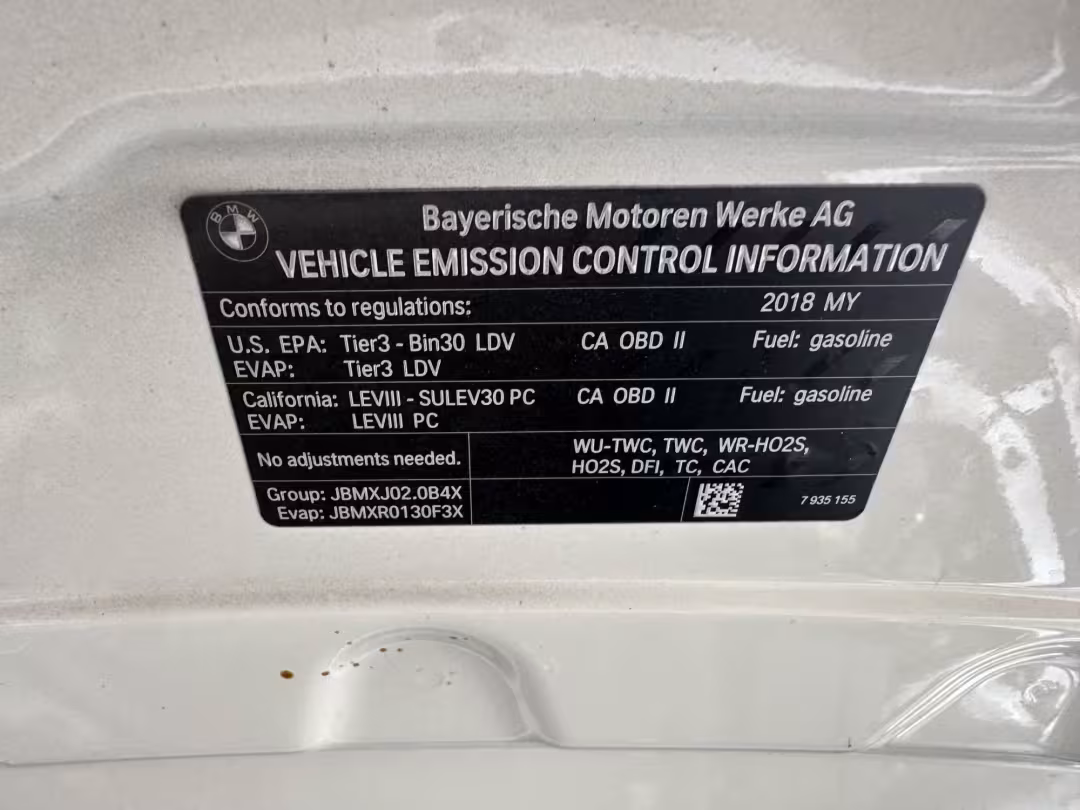 BMW
Bayerische Motoren Werke AG
VEHICLE EMISSION CONTROL INFORMATION
Conforms to regulations: 2018 MY
U.S. EPA: Tier3 - Bin30 LDV CA OBD II Fuel: gasoline
EVAP: Tier3 LDV
California: LEVIII - SULEV30 PC CA OBD II Fuel: gasoline
EVAP: LEVIII PC
No adjustments needed.
WU-TWC, TWC, WR-HO2S,
HO2S, DFI, TC, CAC
Group: JBMXJ02.0B4X
Evap: JBMXR0130F3X
7 935 155